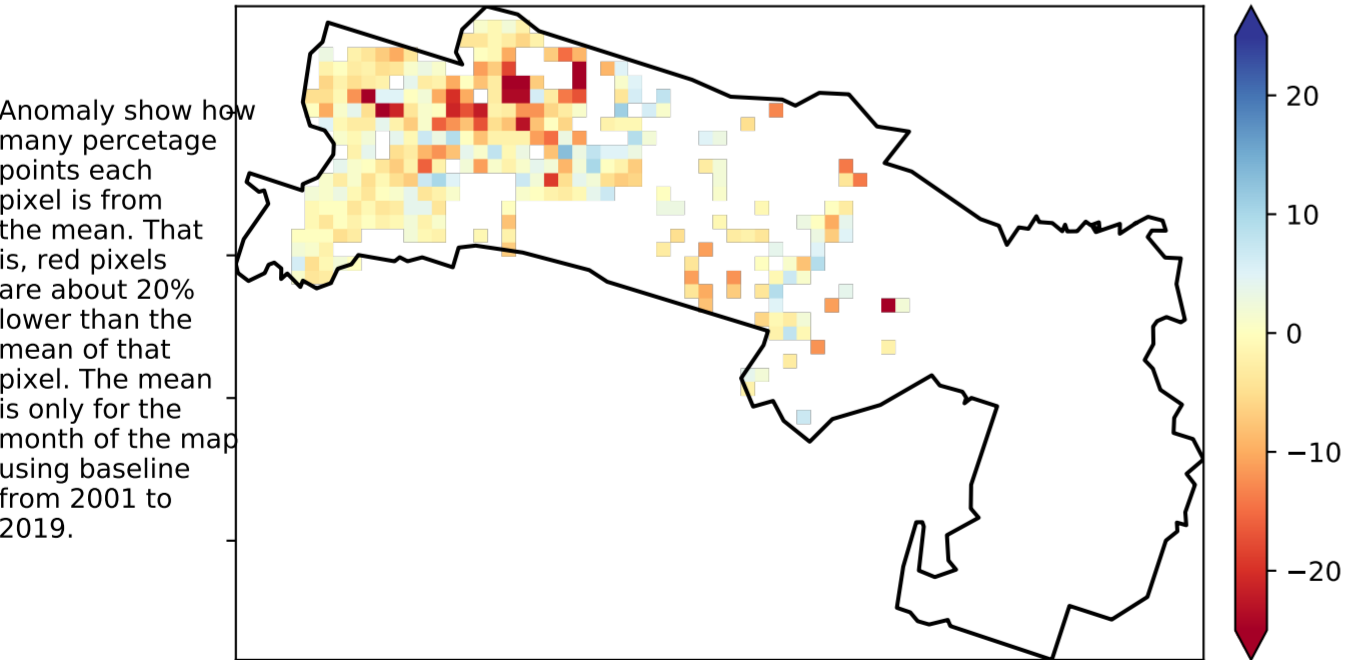 Anomaly show how
many percetage
points each
pixel is from
the mean. That
is, red pixels
are about 20%
lower than the
mean of that
pixel. The mean
is only for the
month of the map
using baseline
from 2001 to
2019.
20
10
0
−10
−20